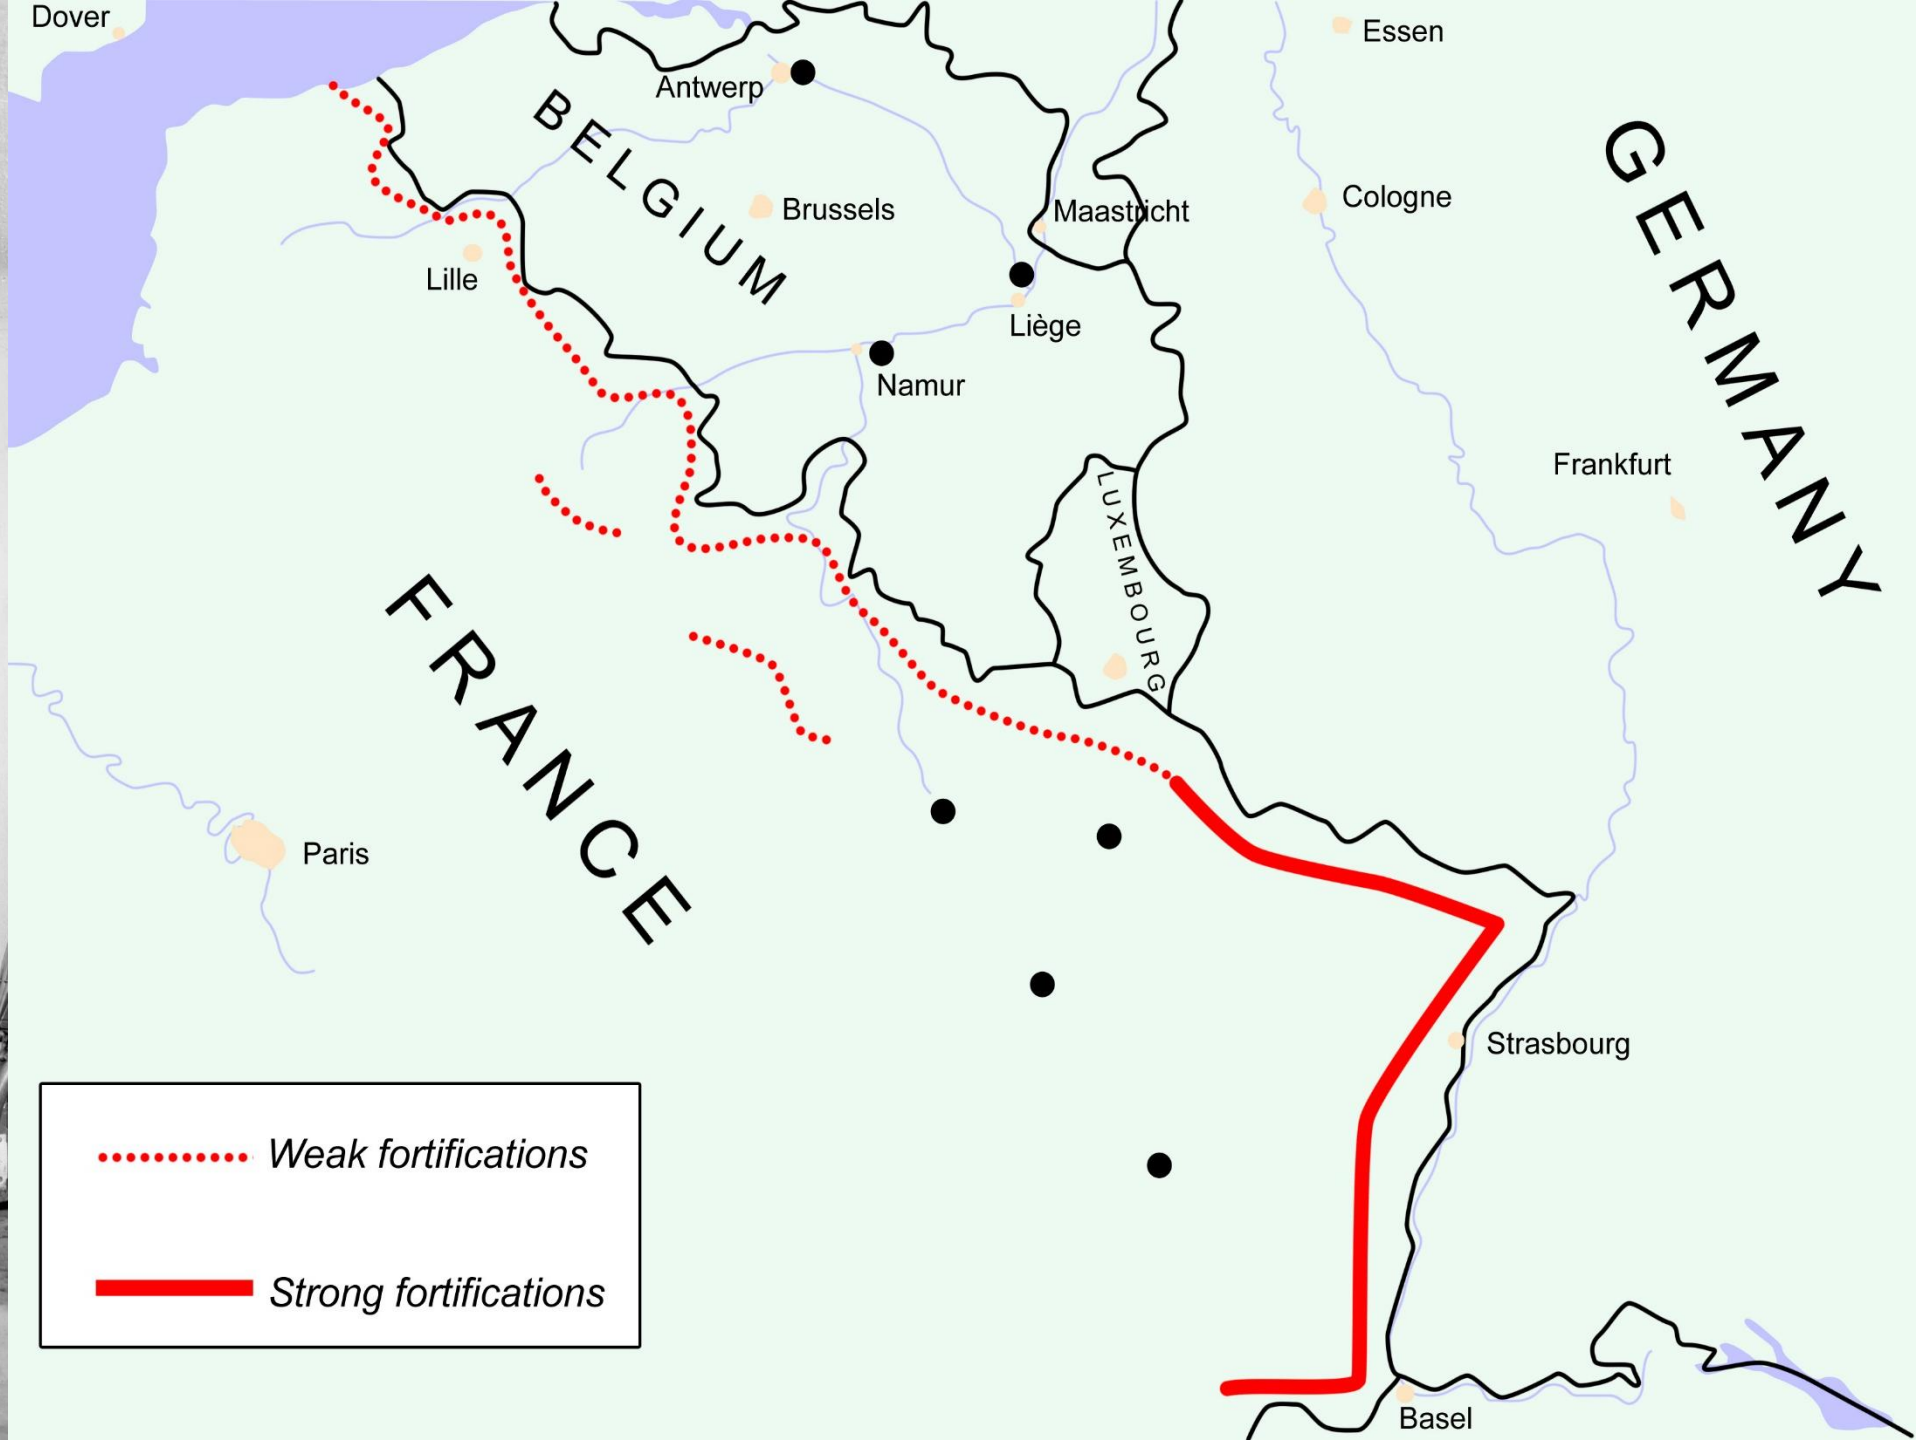 Dover
Essen
Antwerp
BELGIUM
GERMANY
Brussels
Maastricht
Cologne
Lille
Liège
Namur
Frankfurt
LUXEMBOURG
FRANCE
Paris
Strasbourg
Weak fortifications
Strong fortifications
Basel